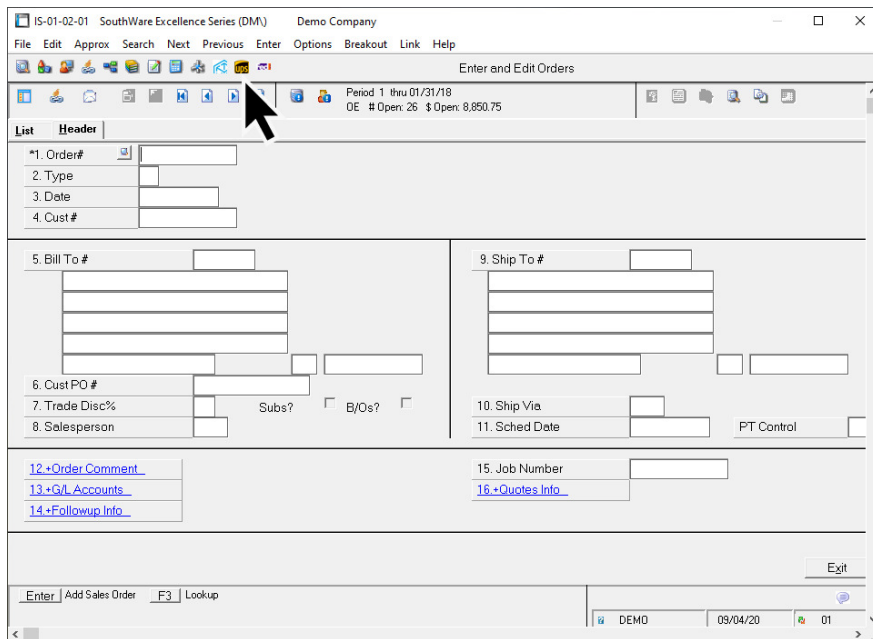 IS-01-02-01 SouthWare Excellence Series (DM\) Demo Company
File Edit Approx Search Next Previous Enter Options Breakout Link Help
ups
Enter and Edit Orders
Period 1 thru 01/31/18
OE # Open: 26 $ Open: 8,850.75
List Header
*1. Order#
2. Type
3. Date
4. Cust #
5. Bill To #
9. Ship To #
6. Cust PO #
7. Trade Disc% Subs? B/Os?
10. Ship Via
8. Salesperson
11. Sched Date PT Control
12.+Order Comment
15. Job Number
13.+G/L Accounts
16.+Quotes Info
14.+Followup Info
Exit
Enter Add Sales Order F3 Lookup
DEMO 09/04/20 01